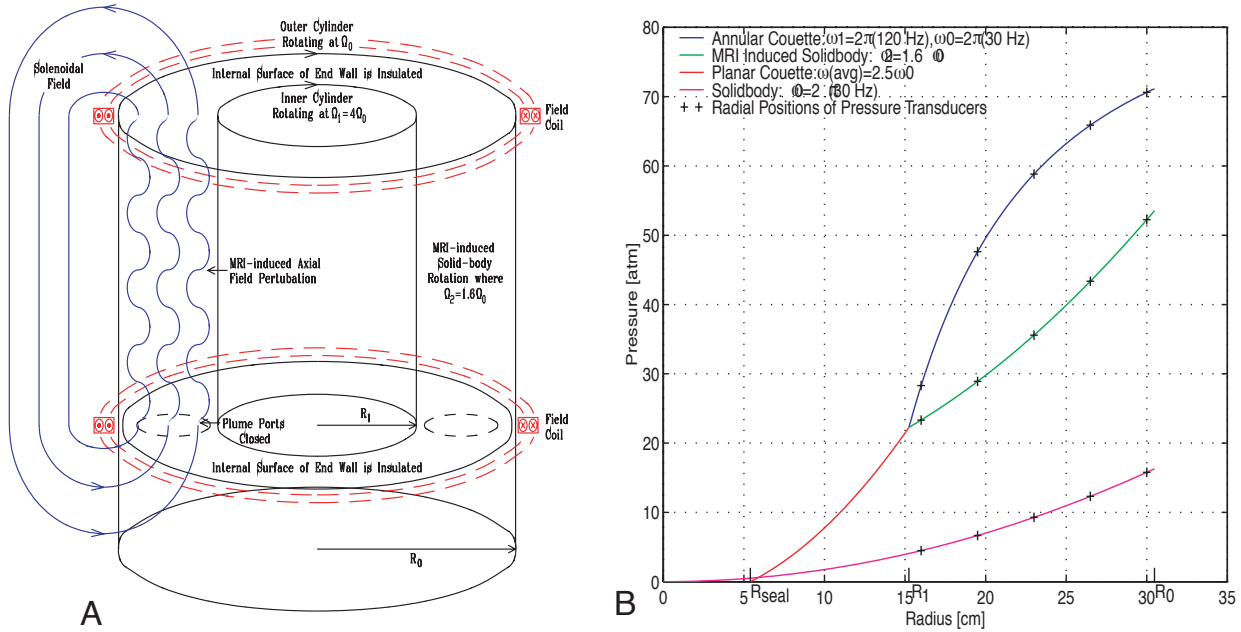 Outer Cylinder
Rotating at Ω0
Solenoidal
Field
Internal Surface of End Wall is Insulated
Inner Cylinder
Rotating at Ω1=4Ω0
Field
Coil
MRI-induced Axial
Field Pertubation
MRI-induced
Solid-body
Rotation where
Ω2=1.6Ω0
R1
Plume Ports
Closed
Field
Coil
Internal Surface of End Wall is Insulated
R0
A
Annular Couette:ω1=2π(120 Hz),ω0=2π(30 Hz)
MRI Induced Solidbody: ω2=1.6 ω0
Planar Couette:ω(avg)=2.5ω0
Solidbody: ω0=2π(30 Hz)
+ + Radial Positions of Pressure Transducers
80
70
60
50
40
30
20
10
0
Pressure [atm]
0 5 10 15 20 25 30 35
Rseal R1 R0
Radius [cm]
B